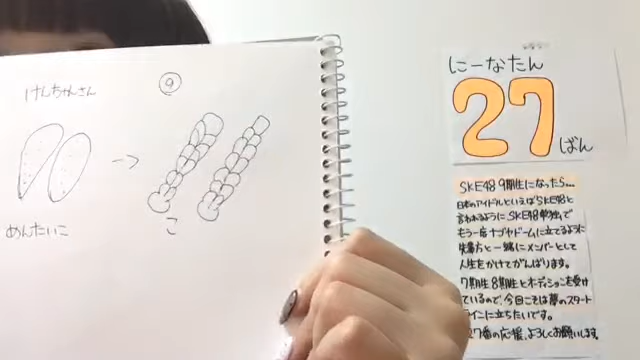 けんちゃんさん
⑨
めんたいこ
こ
にーなたん
27
ばん
SKE48 9期生になったら…
日本のアイドルといえばSKE48と
言われるように、SKE48単独で
もう一度ナゴヤドームに立てるように
先輩方と一緒にメンバーとして
人生をかけてがんばります。
7期生 8期生とオーディションを受け
ているので、今回こそは夢のスタート
ラインに立ちたいです。
27番の応援、よろしくお願いします。